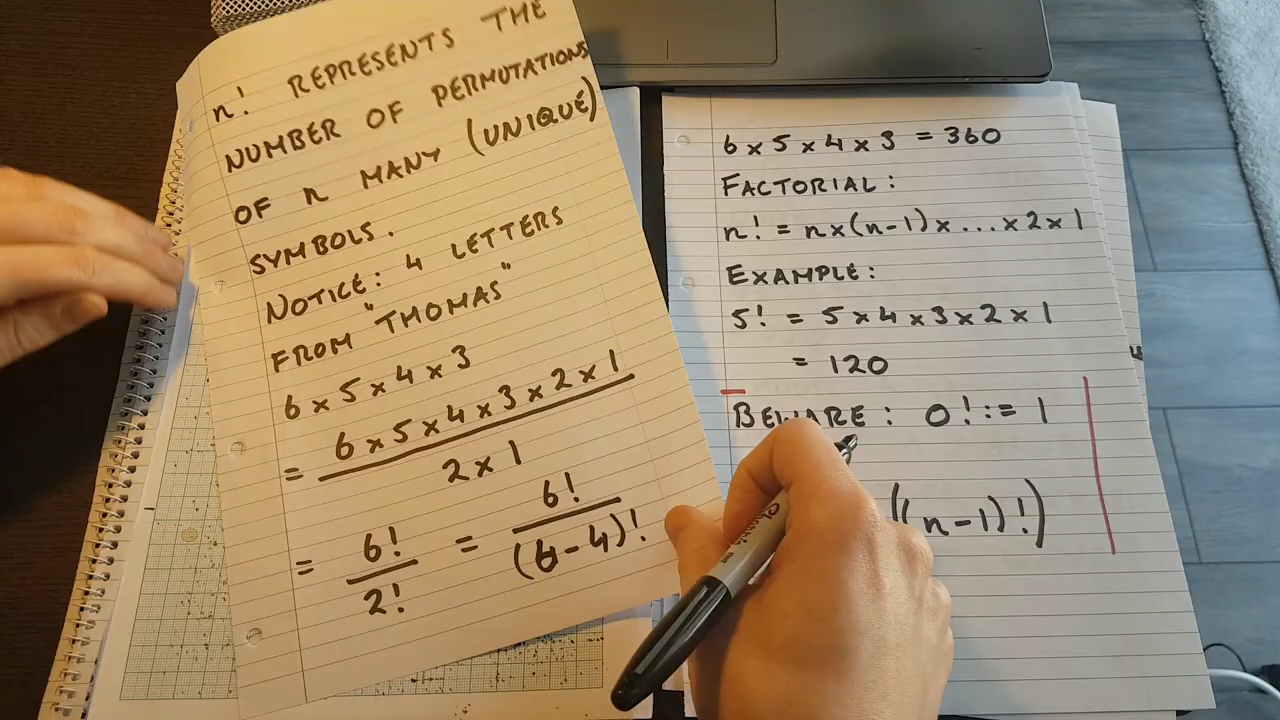 n! REPRESENTS THE
NUMBER OF PERMUTATIONS
OF n MANY (UNIQUE)
SYMBOLS.
NOTICE: 4 LETTERS
FROM "THOMAS"
6 × 5 × 4 × 3
= 6 × 5 × 4 × 3 × 2 × 1
2 × 1
= 6! / 2! = 6! / (6-4)!
6 × 5 × 4 × 3 = 360
FACTORIAL:
n! = n×(n-1)× ... ×2×1
EXAMPLE:
5! = 5 × 4 × 3 × 2 × 1
= 120
BEWARE: 0! := 1
((n-1)!)